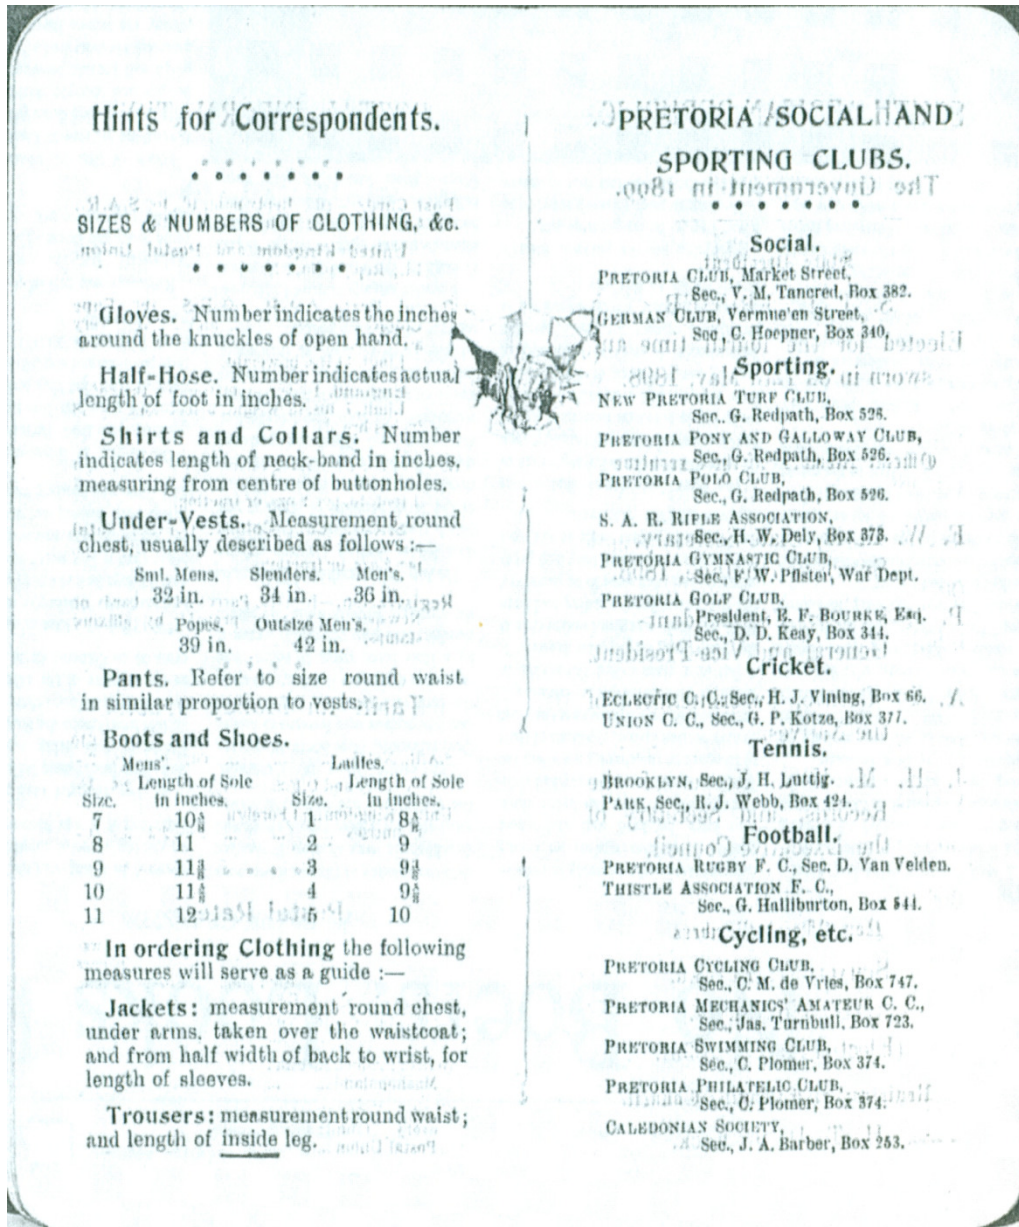 Hints for Correspondents.
SIZES & NUMBERS OF CLOTHING, &c.
Gloves. Number indicates the inches
around the knuckles of open hand.
Half-Hose. Number indicates actual
length of foot in inches.
Shirts and Collars. Number
indicates length of neck-band in inches,
measuring from centre of buttonholes.
Under-Vests. Measurement round
chest, usually described as follows :—
Sml. Mens. Slenders. Men's.
32 in. 34 in. 36 in.
Popes. Outsize Men's.
39 in. 42 in.
Pants. Refer to size round waist
in similar proportion to vests.
Boots and Shoes.
Mens'. Ladies.
Length of Sole Length of Sole
Size. in inches. Size. in inches.
7 1 
8 11 2 9
9 3
10 4
11 12 5 10
In ordering Clothing the following
measures will serve as a guide :—
Jackets: measurement round chest,
under arms, taken over the waistcoat;
and from half width of back to wrist, for
length of sleeves.
Trousers: measurement round waist;
and length of inside leg.
PRETORIA SOCIAL AND
SPORTING CLUBS.
Social.
PRETORIA CLUB, Market Street,
Sec., V. M. Tancred, Box 382.
GERMAN CLUB, Street,
Sec. C. Hoepner, Box 340.
Sporting.
NEW PRETORIA TURF CLUB,
Sec. G. Redpath, Box 526.
PRETORIA PONY AND GALLOWAY CLUB,
Sec., G. Redpath, Box 526.
PRETORIA POLO CLUB,
Sec., G. Redpath, Box 526.
S. A. R. RIFLE ASSOCIATION,
Sec., H. W. Dely, Box 373.
PRETORIA GYMNASTIC CLUB,
Sec., F. W. Pfister, War Dept.
PRETORIA GOLF CLUB,
President, E. F. BOURKE, Esq.
Sec., D. D. Keay, Box 344.
Cricket.
ECLECTIC C. C., Sec., H. J. Vining, Box 66.
UNION C. C., Sec., G. P. Kotze, Box 377.
Tennis.
BROOKLYN, Sec., J. H. Luttig.
PARK, Sec., R. J. Webb, Box 424.
Football.
PRETORIA RUGBY F. C., Sec. D. Van Velden.
THISTLE ASSOCIATION F. C.,
Sec., G. Halliburton, Box 544.
Cycling, etc.
PRETORIA CYCLING CLUB,
Sec., C. M. de Vries, Box 747.
PRETORIA MECHANICS' AMATEUR C. C.,
Sec., Jas. Turnbull, Box 723.
PRETORIA SWIMMING CLUB,
Sec., C. Plomer, Box 374.
PRETORIA PHILATELIC CLUB,
Sec., C. Plomer, Box 374.
CALEDONIAN SOCIETY,
Sec., J. A. Barber, Box 253.